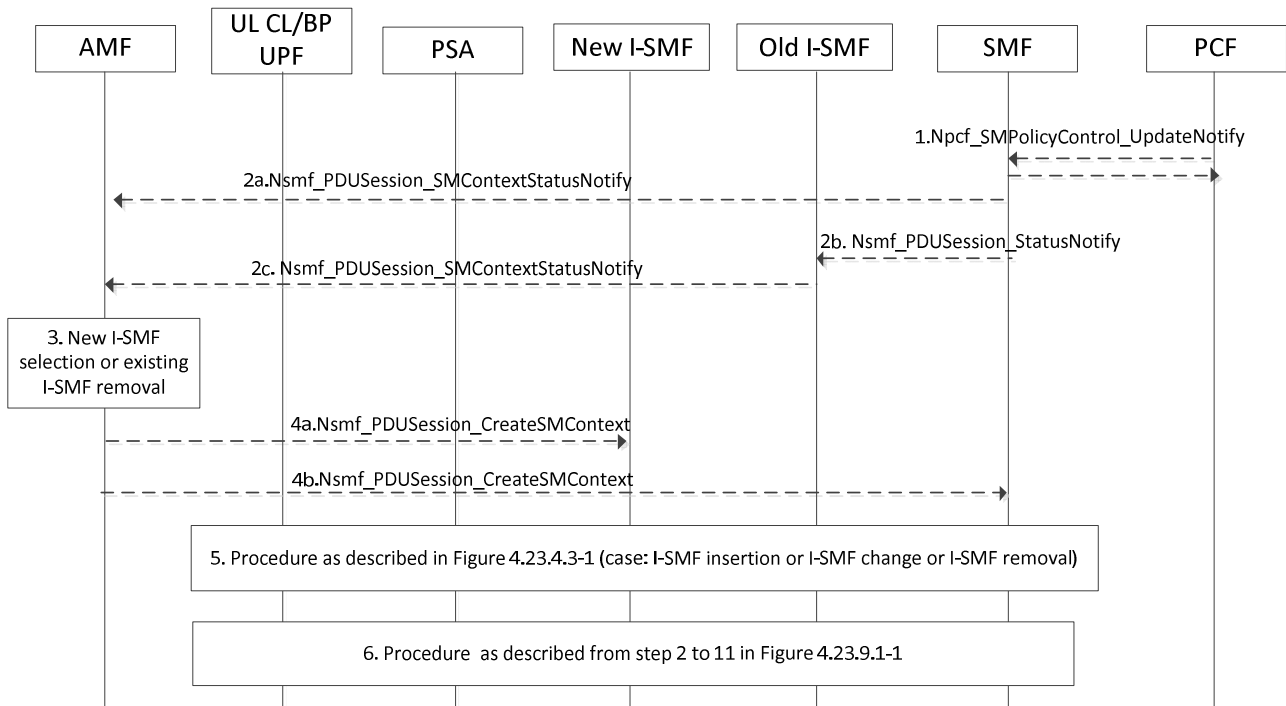 AMF
UL CL/BP
UPF
PSA
New I-SMF
Old I-SMF
SMF
PCF
1.Npcf_SMPolicyControl_UpdateNotify
2a.Nsmf_PDUSession_SMContextStatusNotify
2b. Nsmf_PDUSession_StatusNotify
2c. Nsmf_PDUSession_SMContextStatusNotify
3. New I-SMF
selection or existing
I-SMF removal
4a.Nsmf_PDUSession_CreateSMContext
4b.Nsmf_PDUSession_CreateSMContext
5. Procedure as described in Figure 4.23.4.3-1 (case: I-SMF insertion or I-SMF change or I-SMF removal)
6. Procedure as described from step 2 to 11 in Figure 4.23.9.1-1